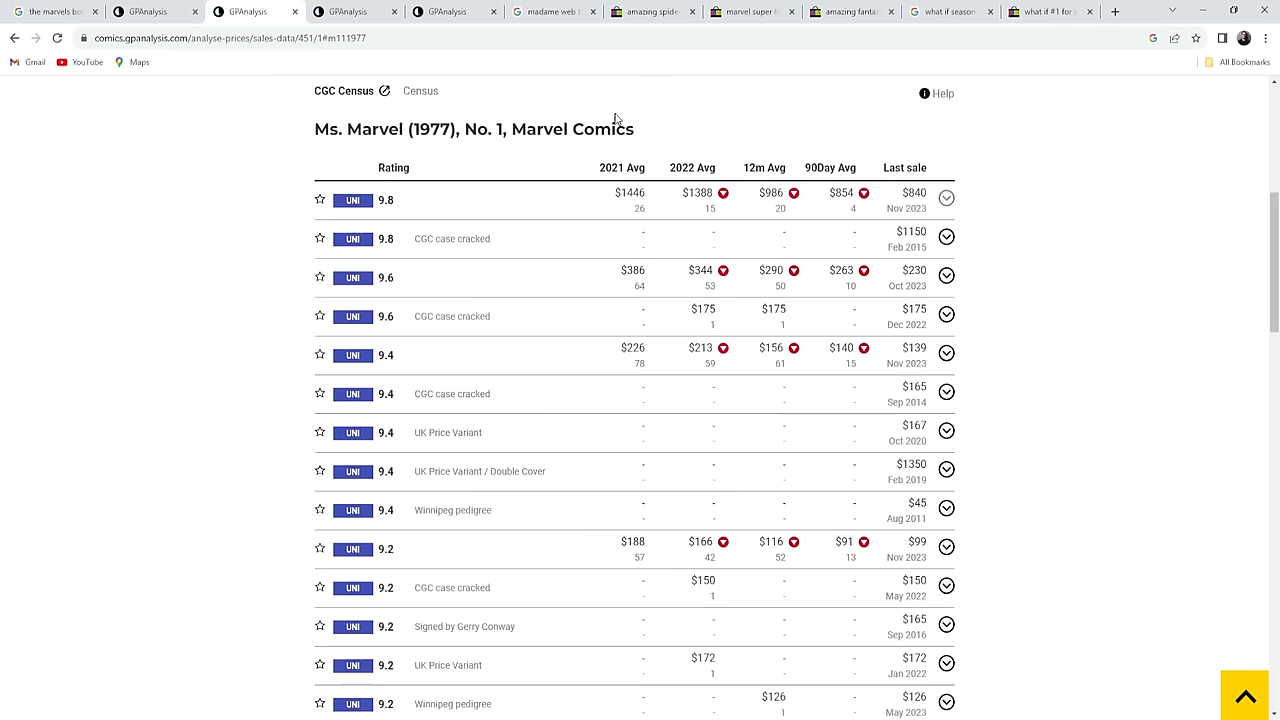 the marvels bo
GPAnalysis
GPAnalysis
GPAnalysis
GPAnalysis
madame web
amazing spide
marvel super h
amazing fantas
what if season
what if #1 for s
comics.gpanalysis.com/analyse-prices/sales-data/451/1#m111977
Gmail YouTube Maps All Bookmarks
CGC Census Census Help
Ms. Marvel (1977), No. 1, Marvel Comics
Rating 2021 Avg 2022 Avg 12m Avg 90Day Avg Last sale
UNI 9.8 $1446 $1388 $986 $854 $840
26 15 20 4 Nov 2023
UNI 9.8 CGC case cracked - - - - $1150
- - - - Feb 2015
UNI 9.6 $386 $344 $290 $263 $230
64 53 50 10 Oct 2023
UNI 9.6 CGC case cracked - $175 $175 - $175
- 1 1 - Dec 2022
UNI 9.4 $226 $213 $156 $140 $139
78 59 61 15 Nov 2023
UNI 9.4 CGC case cracked - - - - $165
- - - - Sep 2014
UNI 9.4 UK Price Variant - - - - $167
- - - - Oct 2020
UNI 9.4 UK Price Variant / Double Cover - - - - $1350
- - - - Feb 2019
UNI 9.4 Winnipeg pedigree - - - - $45
- - - - Aug 2011
UNI 9.2 $188 $166 $116 $91 $99
57 42 52 13 Nov 2023
UNI 9.2 CGC case cracked - $150 - - $150
- 1 - - May 2022
UNI 9.2 Signed by Gerry Conway - - - - $165
- - - - Sep 2016
UNI 9.2 UK Price Variant - $172 - - $172
- 1 - - Jan 2022
UNI 9.2 Winnipeg pedigree - - $126 - $126
- - 1 - May 2023